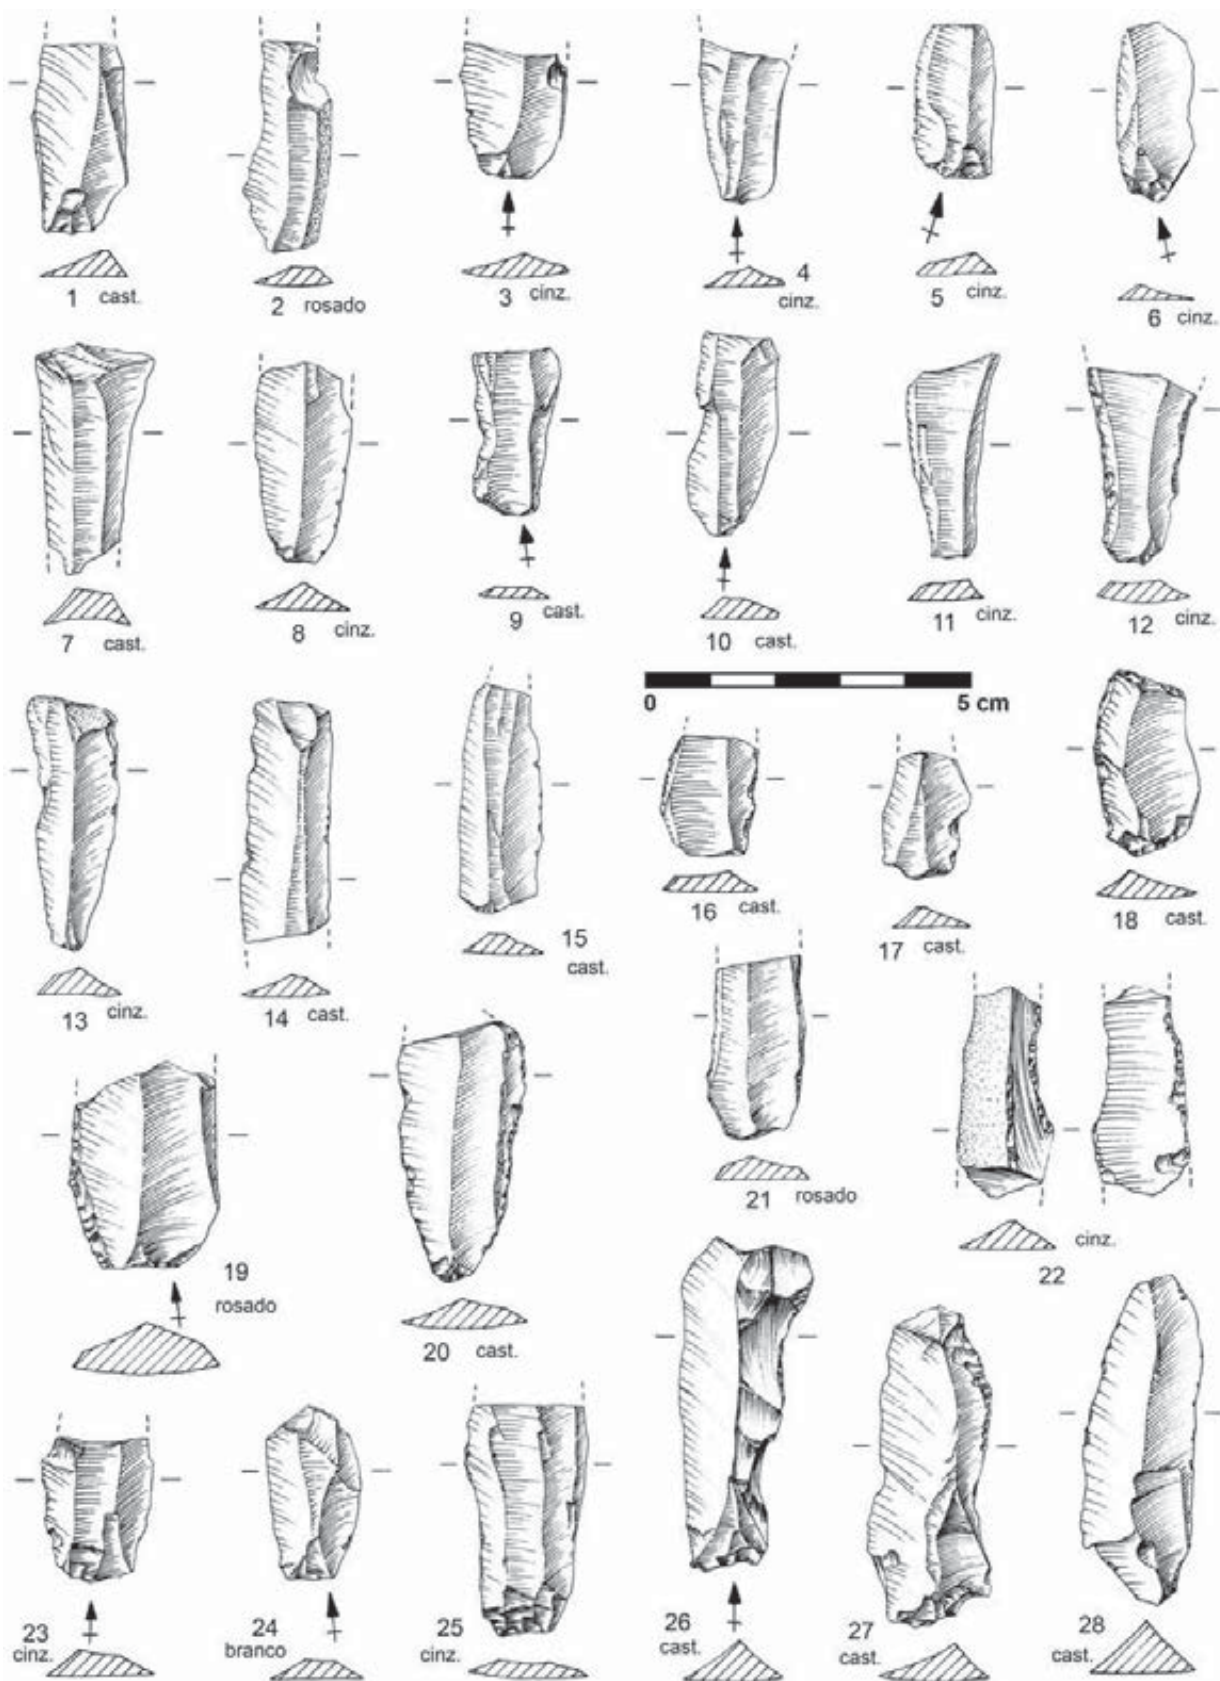 1 cast.
2 rosado
3 cinz.
4
cinz.
5 cinz.
6 cinz.
7 cast.
8 cinz.
9 cast.
10 cast.
11 cinz.
12 cinz.
0 5 cm
13 cinz.
14 cast.
15
cast.
16 cast.
17 cast.
18 cast.
19
rosado
20 cast.
21 rosado
cinz.
22
23
cinz.
24
branco
25
cinz.
26
cast.
27
cast.
28
cast.